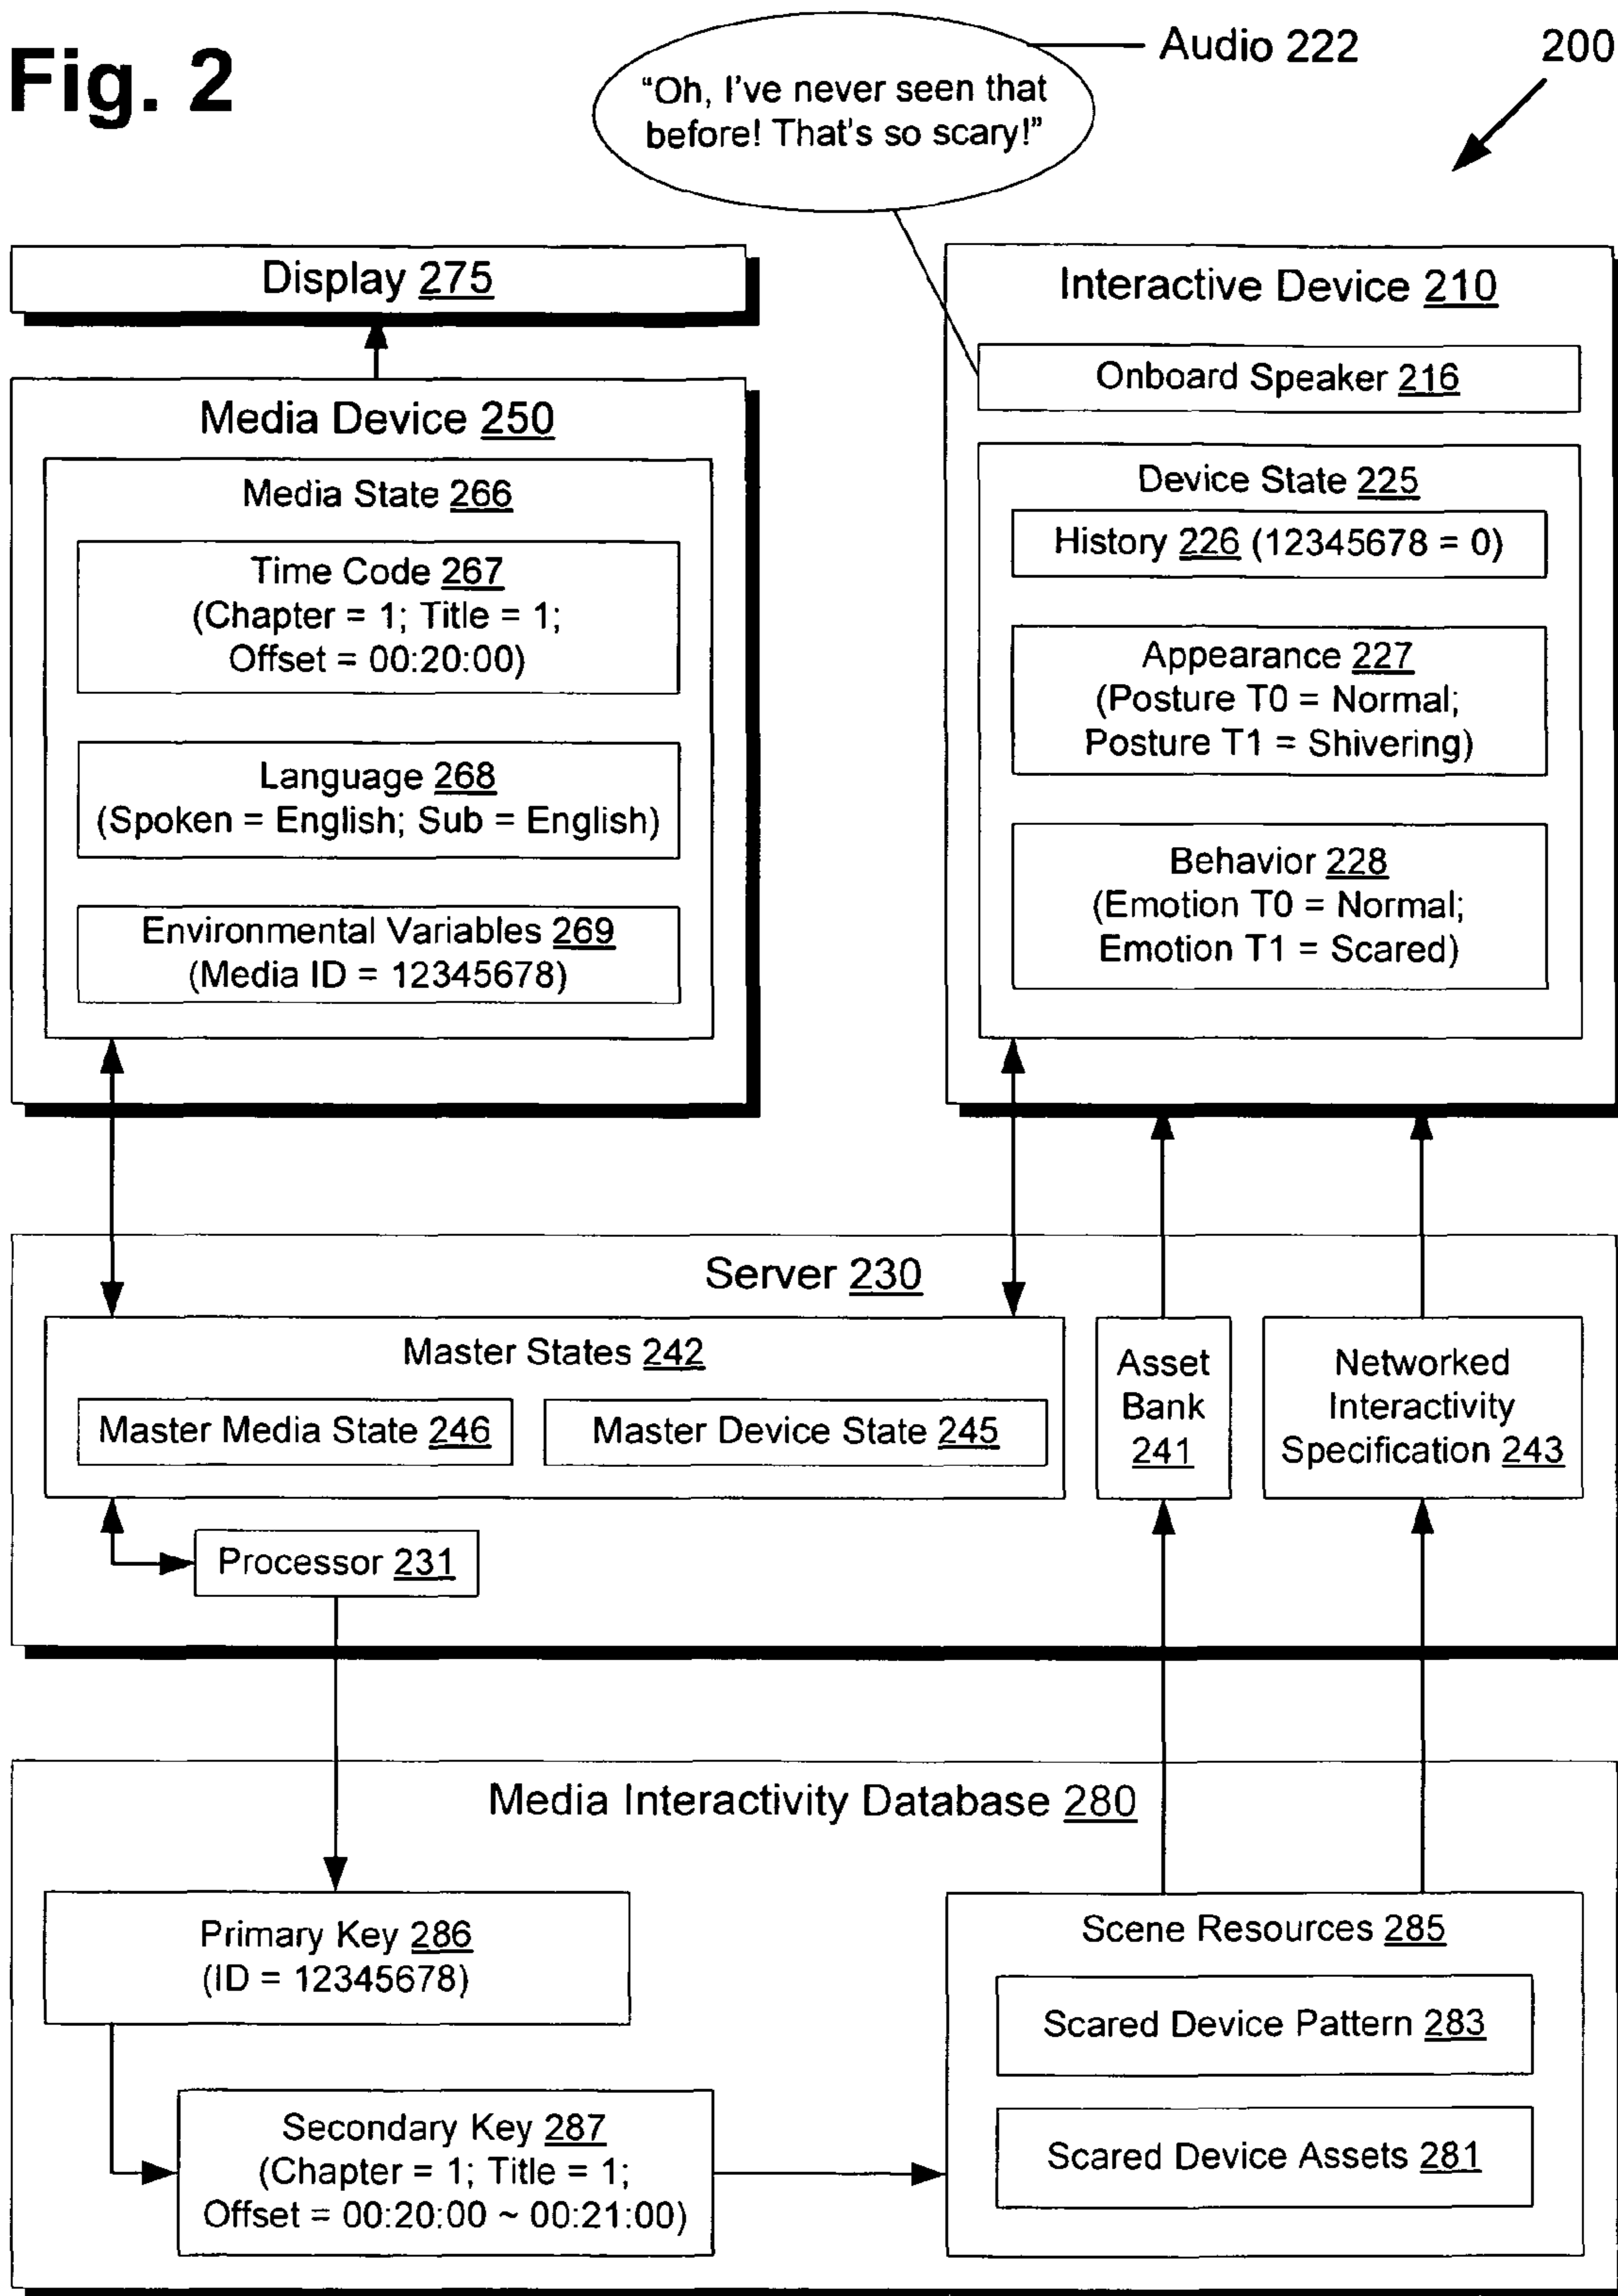 Fig. 2
Audio 222
200
"Oh, I've never seen that
before! That's so scary!"
Display 275
Media Device 250
Media State 266
Time Code 267
(Chapter = 1; Title = 1;
Offset = 00:20:00)
Language 268
(Spoken = English; Sub = English)
Environmental Variables 269
(Media ID = 12345678)
Interactive Device 210
Onboard Speaker 216
Device State 225
History 226 (12345678 = 0)
Appearance 227
(Posture T0 = Normal;
Posture T1 = Shivering)
Behavior 228
(Emotion T0 = Normal;
Emotion T1 = Scared)
Server 230
Master States 242
Master Media State 246
Master Device State 245
Asset
Bank
241
Networked
Interactivity
Specification 243
Processor 231
Media Interactivity Database 280
Primary Key 286
(ID = 12345678)
Secondary Key 287
(Chapter = 1; Title = 1;
Offset = 00:20:00 ~ 00:21:00)
Scene Resources 285
Scared Device Pattern 283
Scared Device Assets 281